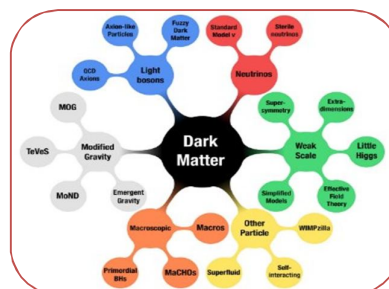 Axion-like
Particles
Fuzzy
Dark
Matter
QCD
Axions
Light
bosons
Standard
Model ν
Sterile
neutrinos
Neutrinos
MOG
TeVeS
MoND
Emergent
Gravity
Modified
Gravity
Dark
Matter
Super-
symmetry
Extra-
dimensions
Little
Higgs
Effective
Field
Theory
Simplified
Models
Weak
Scale
Macroscopic
Macros
Primordial
BHs
MaCHOs
Other
Particle
WIMPzilla
Self-
interacting
Superfluid